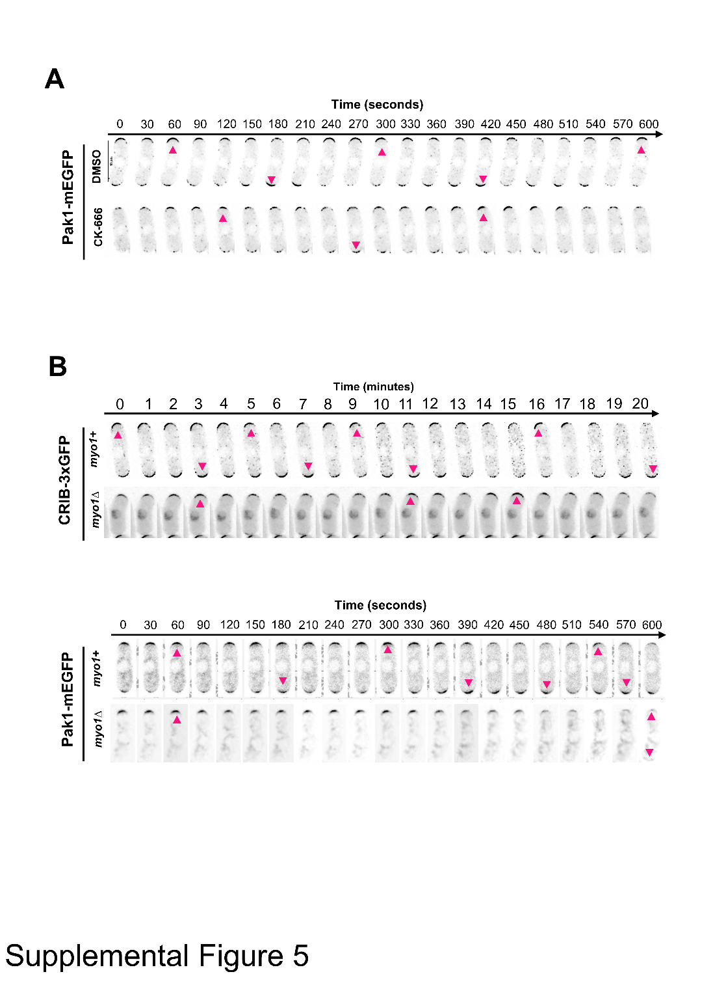 A
Time (seconds)
0 30 60 90 120 150 180 210 240 270 300 330 360 390 420 450 480 510 540 570 600
Pak1-mEGFP
DMSO
10 µm
CK-666
B
Time (minutes)
0 1 2 3 4 5 6 7 8 9 10 11 12 13 14 15 16 17 18 19 20
CRIB-3xGFP
myo1+
myo1Δ
Time (seconds)
0 30 60 90 120 150 180 210 240 270 300 330 360 390 420 450 480 510 540 570 600
Pak1-mEGFP
myo1+
myo1Δ
Supplemental Figure 5